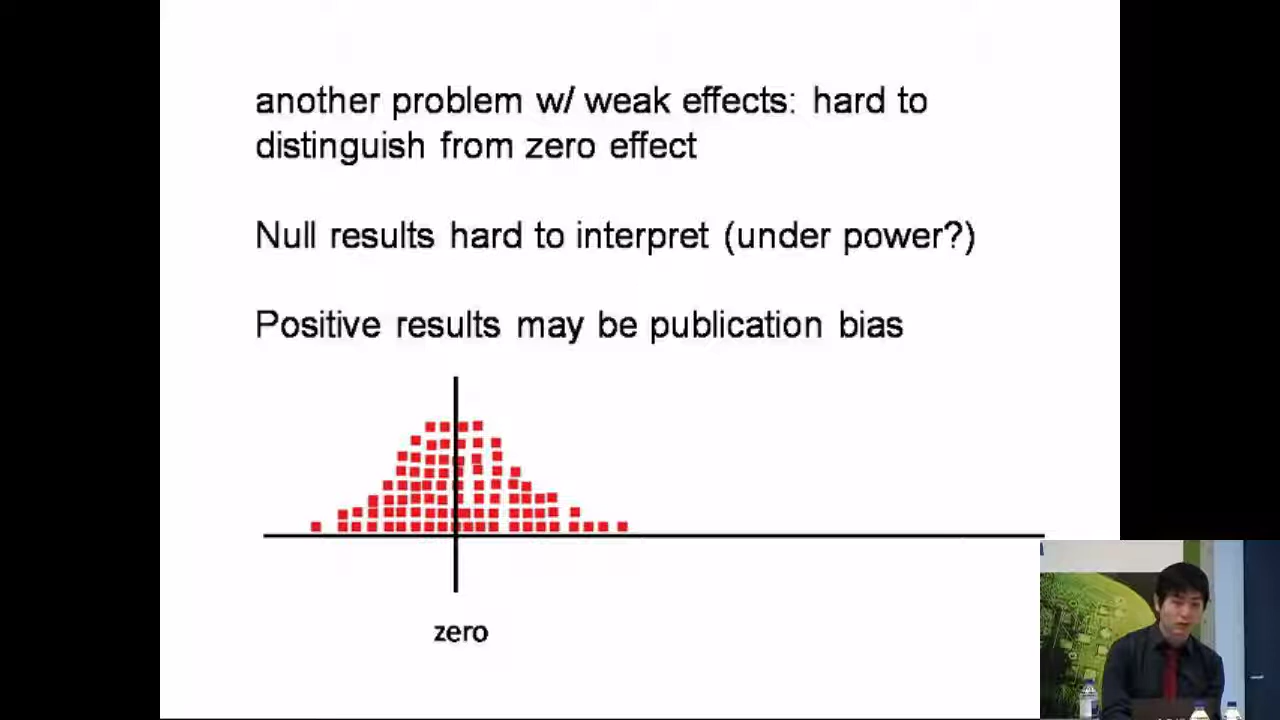 another problem w/ weak effects: hard to
distinguish from zero effect
Null results hard to interpret (under power?)
Positive results may be publication bias
zero